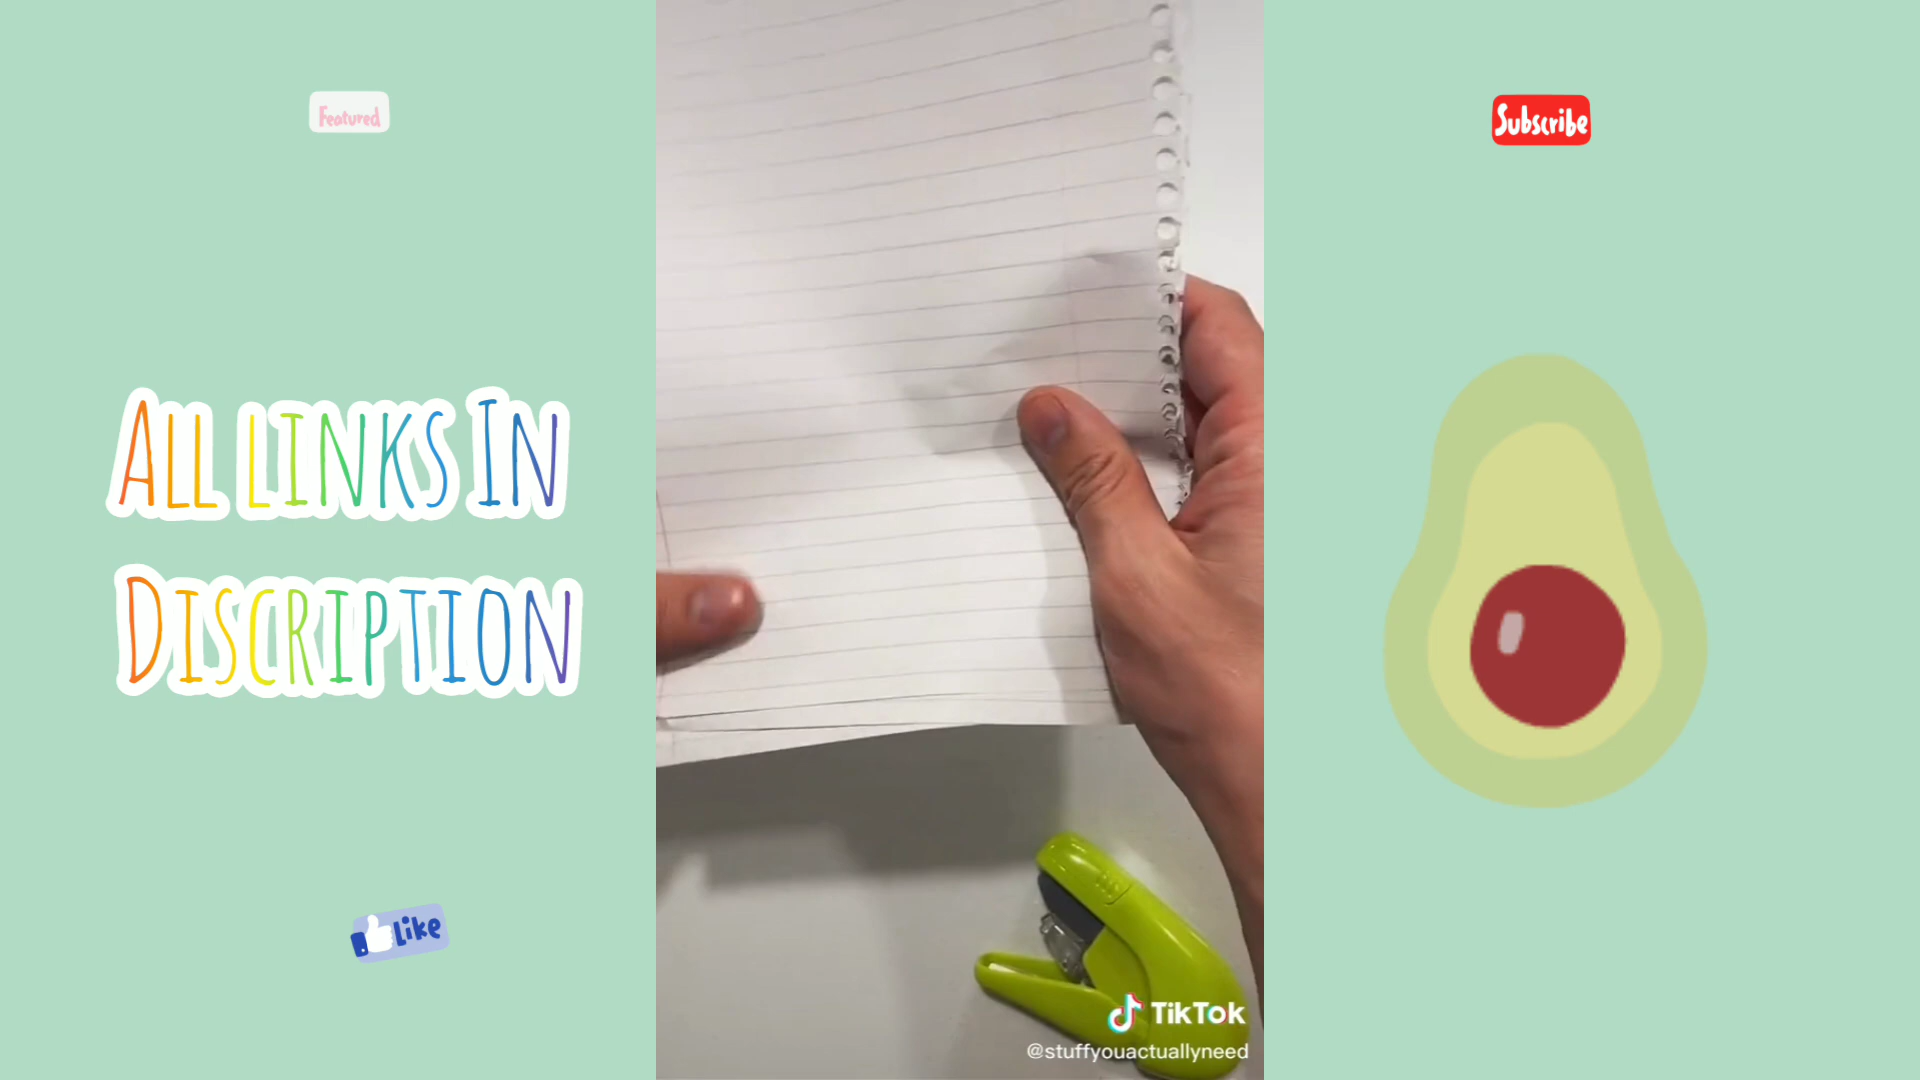 Featured
Subscribe
ALL LINKS IN
DISCRIPTION
Like
TikTok
@stuffyouactuallyneed